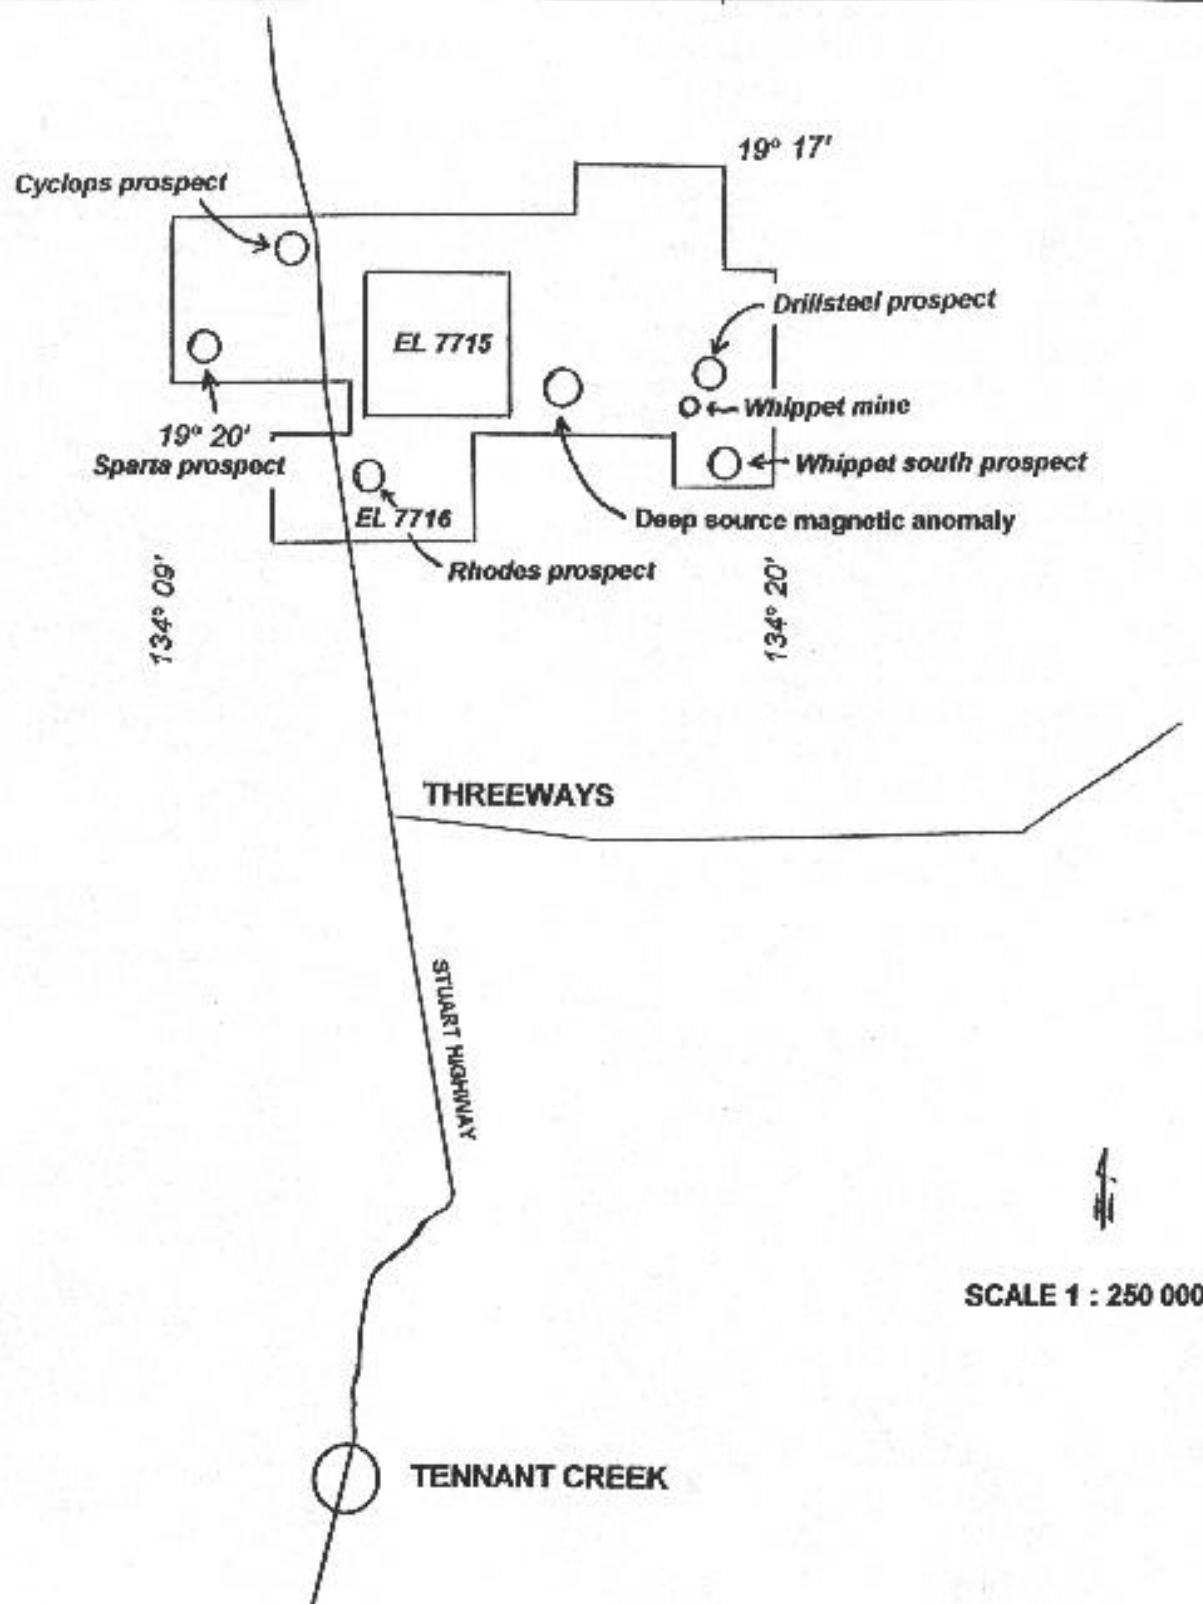 19° 17'
Cyclops prospect
Drillsteel prospect
EL 7715
Whippet mine
19° 20'
Sparta prospect
Whippet south prospect
EL 7716
Deep source magnetic anomaly
Rhodes prospect
134° 09'
134° 20'
THREEWAYS
STUART HIGHWAY
SCALE 1 : 250 000
TENNANT CREEK